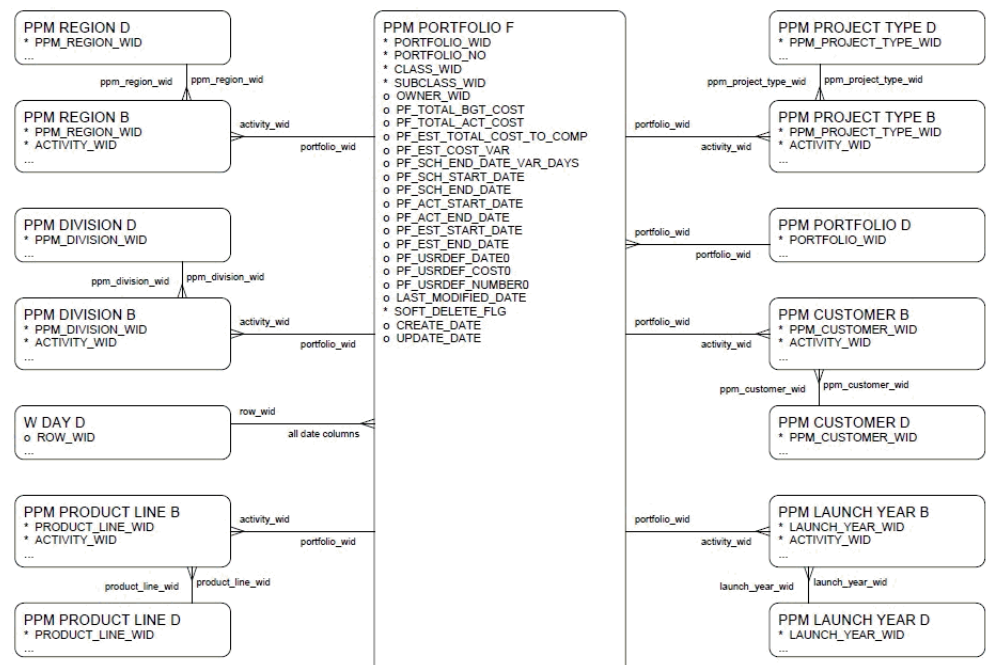 PPM REGION D
* PPM_REGION_WID
...
ppm_region_wid
ppm_region_wid
PPM REGION B
* PPM_REGION_WID
* ACTIVITY_WID
...
activity_wid
portfolio_wid
PPM DIVISION D
* PPM_DIVISION_WID
...
ppm_division_wid
ppm_division_wid
PPM DIVISION B
* PPM_DIVISION_WID
* ACTIVITY_WID
...
activity_wid
portfolio_wid
W DAY D
o ROW_WID
...
row_wid
all date columns
PPM PRODUCT LINE B
* PRODUCT_LINE_WID
* ACTIVITY_WID
...
activity_wid
portfolio_wid
product_line_wid
product_line_wid
PPM PRODUCT LINE D
* PRODUCT_LINE_WID
...
PPM PORTFOLIO F
* PORTFOLIO_WID
* PORTFOLIO_NO
* CLASS_WID
* SUBCLASS_WID
o OWNER_WID
o PF_TOTAL_BGT_COST
o PF_TOTAL_ACT_COST
o PF_EST_TOTAL_COST_TO_COMP
o PF_EST_COST_VAR
o PF_SCH_END_DATE_VAR_DAYS
o PF_SCH_START_DATE
o PF_SCH_END_DATE
o PF_ACT_START_DATE
o PF_ACT_END_DATE
o PF_EST_START_DATE
o PF_EST_END_DATE
o PF_USRDEF_DATE0
o PF_USRDEF_COST0
o PF_USRDEF_NUMBER0
o LAST_MODIFIED_DATE
* SOFT_DELETE_FLG
o CREATE_DATE
o UPDATE_DATE
PPM PROJECT TYPE D
* PPM_PROJECT_TYPE_WID
...
ppm_project_type_wid
ppm_project_type_wid
PPM PROJECT TYPE B
* PPM_PROJECT_TYPE_WID
* ACTIVITY_WID
...
portfolio_wid
activity_wid
PPM PORTFOLIO D
* PORTFOLIO_WID
...
portfolio_wid
portfolio_wid
PPM CUSTOMER B
* PPM_CUSTOMER_WID
* ACTIVITY_WID
...
portfolio_wid
activity_wid
ppm_customer_wid
ppm_customer_wid
PPM CUSTOMER D
* PPM_CUSTOMER_WID
...
PPM LAUNCH YEAR B
* LAUNCH_YEAR_WID
* ACTIVITY_WID
...
portfolio_wid
activity_wid
launch_year_wid
launch_year_wid
PPM LAUNCH YEAR D
* LAUNCH_YEAR_WID
...